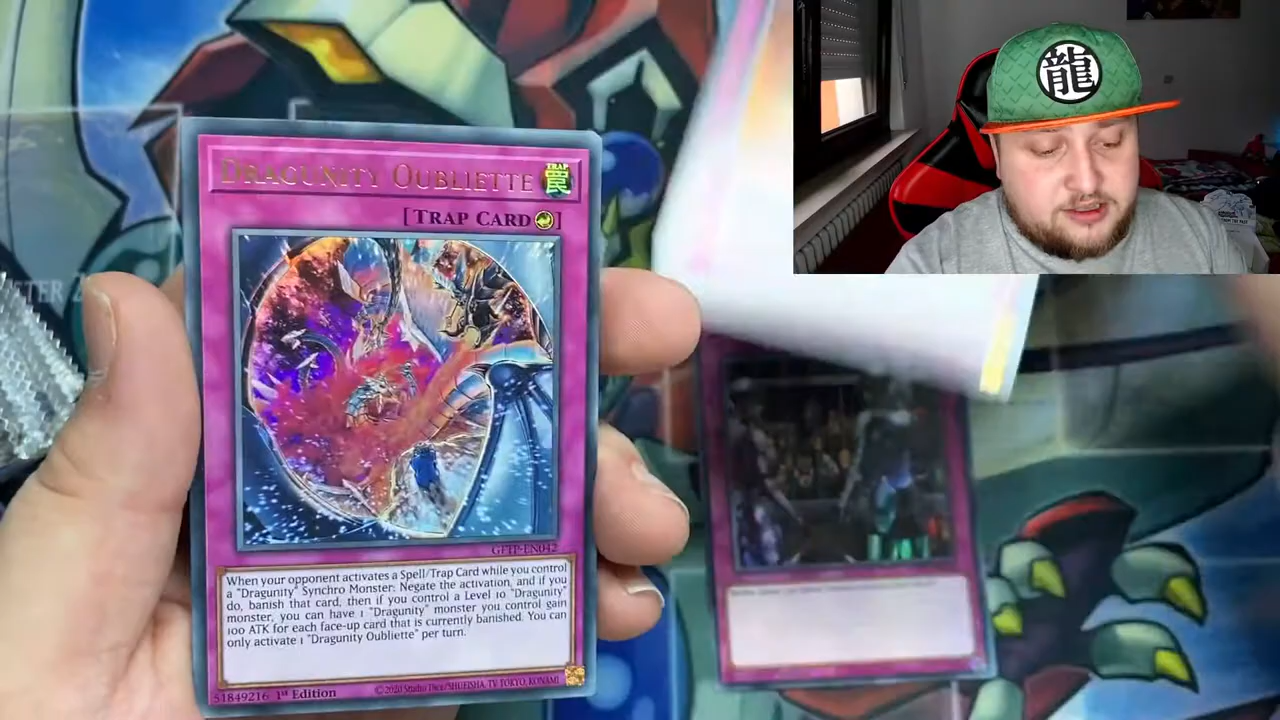 DRAGUNITY OUBLIETTE
TRAP
罠
[TRAP CARD]
龍
GFTP-EN042
When your opponent activates a Spell/Trap Card while you control
a "Dragunity" Synchro Monster: Negate the activation, and if you
do, banish that card, then if you control a Level 10 "Dragunity"
monster, you can have 1 "Dragunity" monster you control gain
100 ATK for each face-up card that is currently banished. You can
only activate 1 "Dragunity Oubliette" per turn.
51849216 1st Edition
©2020 Studio Dice/SHUEISHA, TV TOKYO, KONAMI